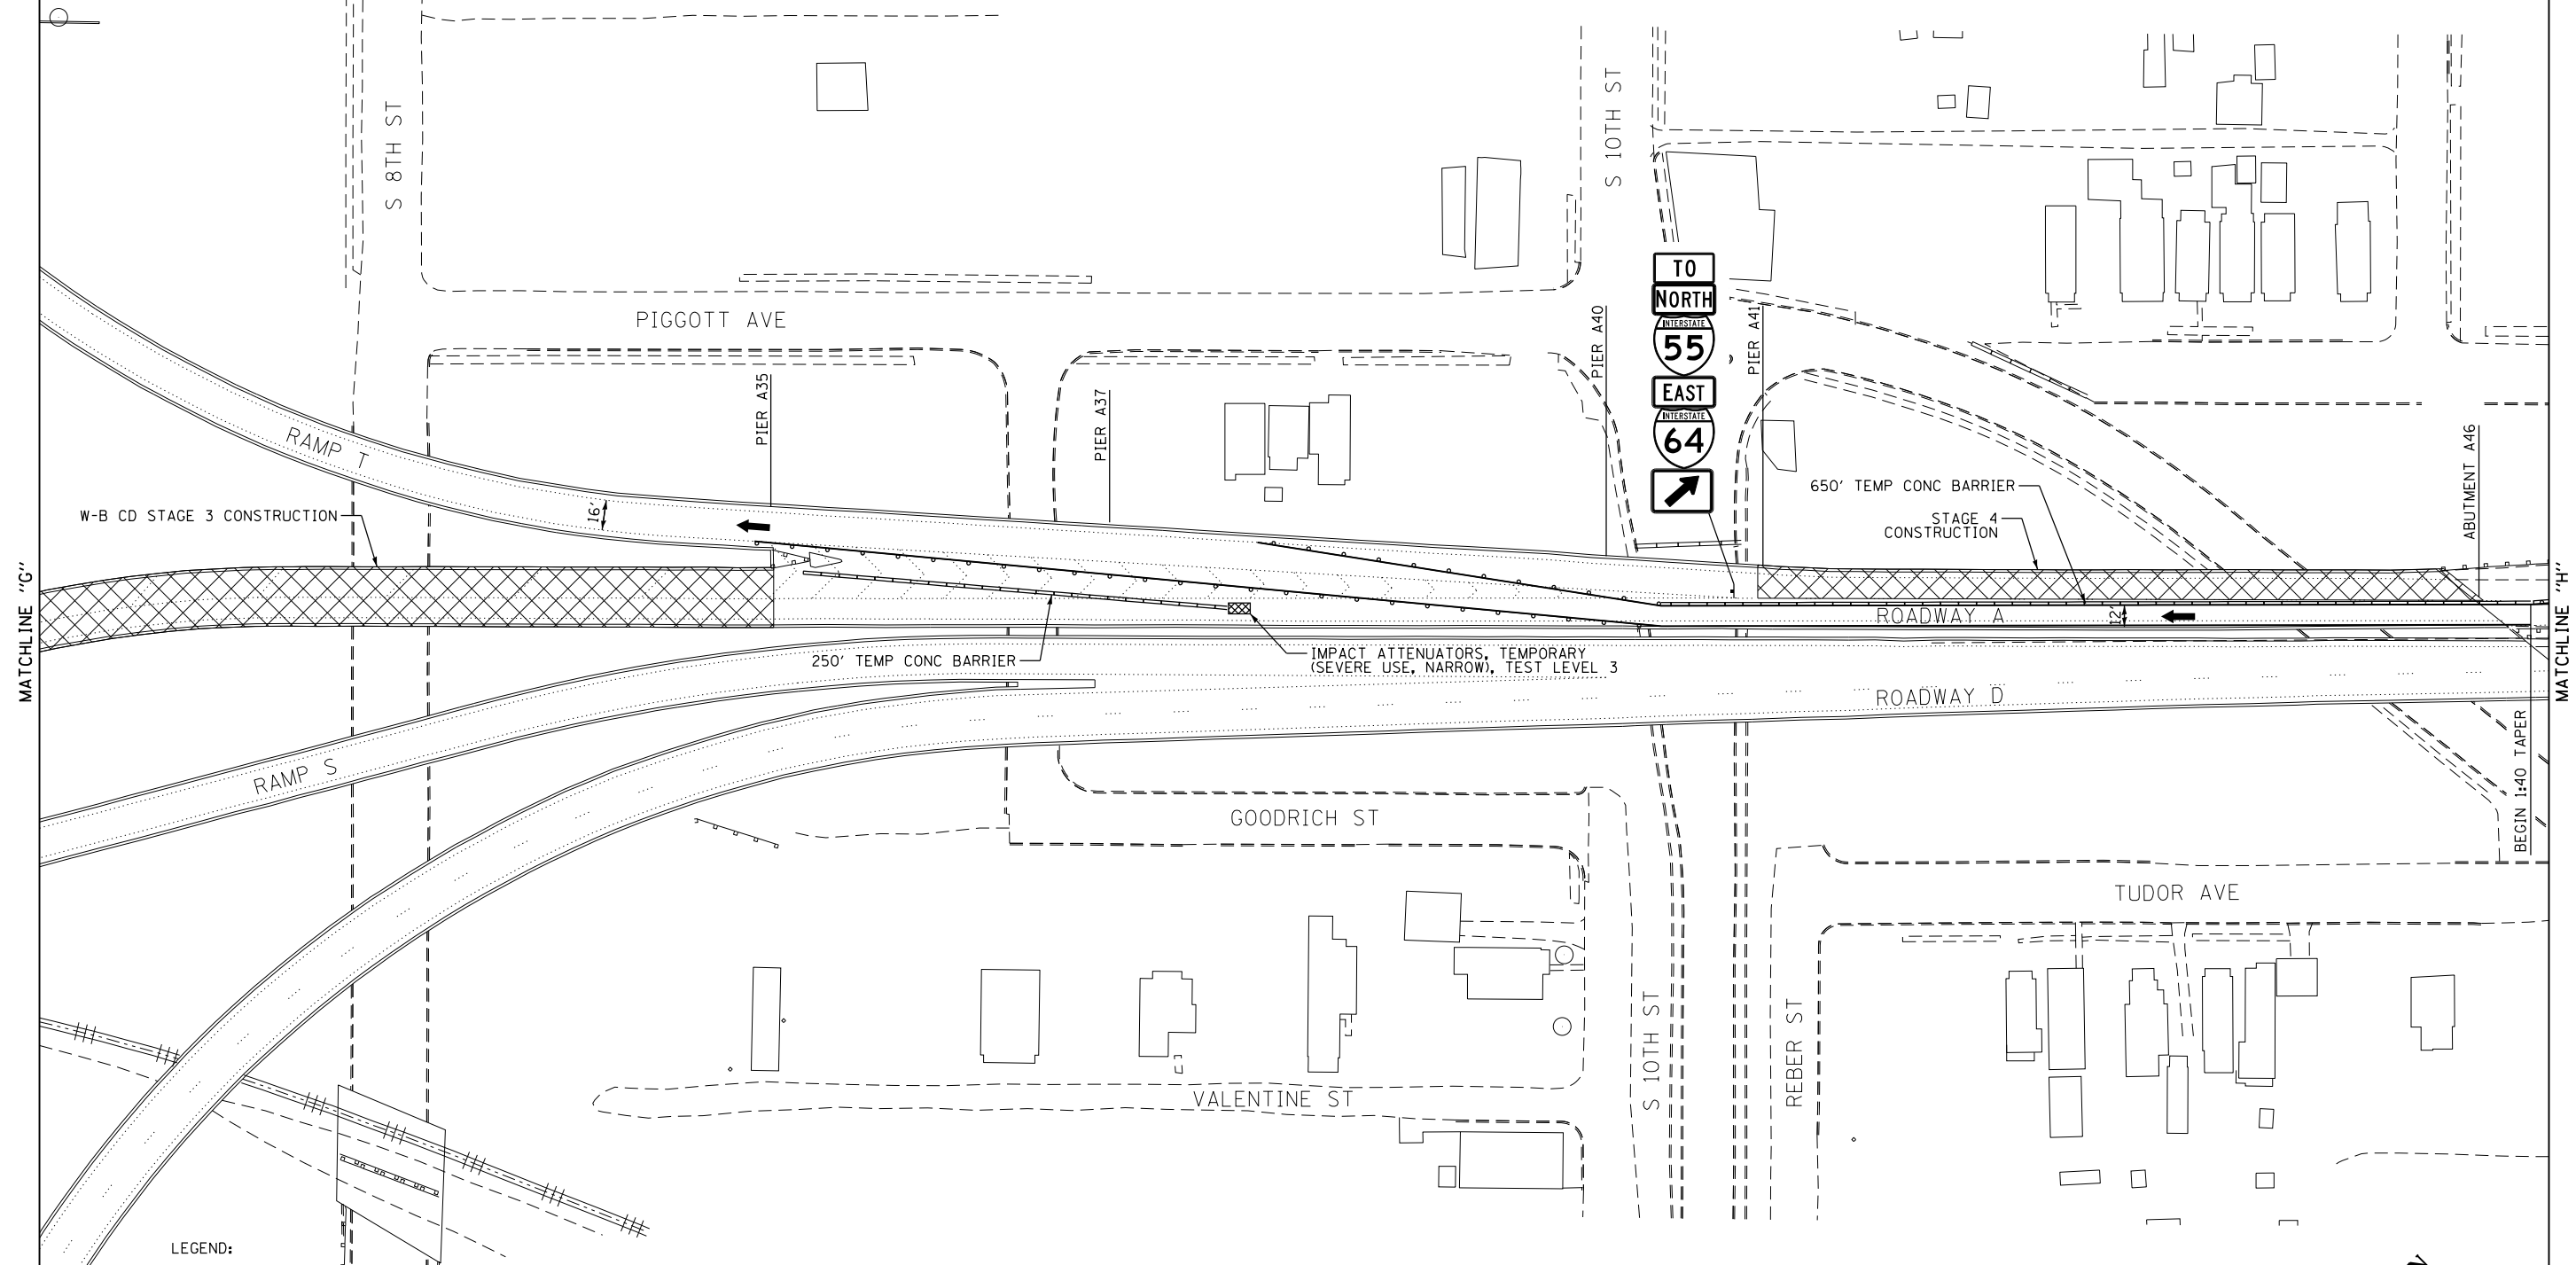 S 8TH ST
S 10TH ST
TO
NORTH
INTERSTATE
55
EAST
INTERSTATE
64
PIGGOTT AVE
PIER A35
PIER A37
PIER A40
PIER A41
ABUTMENT A46
RAMP T
16'
W-B CD STAGE 3 CONSTRUCTION
650' TEMP CONC BARRIER
STAGE 4
CONSTRUCTION
MATCHLINE "G"
MATCHLINE "H"
ROADWAY A
12'
250' TEMP CONC BARRIER
IMPACT ATTENUATORS, TEMPORARY
(SEVERE USE, NARROW), TEST LEVEL 3
ROADWAY D
RAMP S
BEGIN 1:40 TAPER
GOODRICH ST
TUDOR AVE
S 10TH ST
REBER ST
VALENTINE ST
LEGEND: